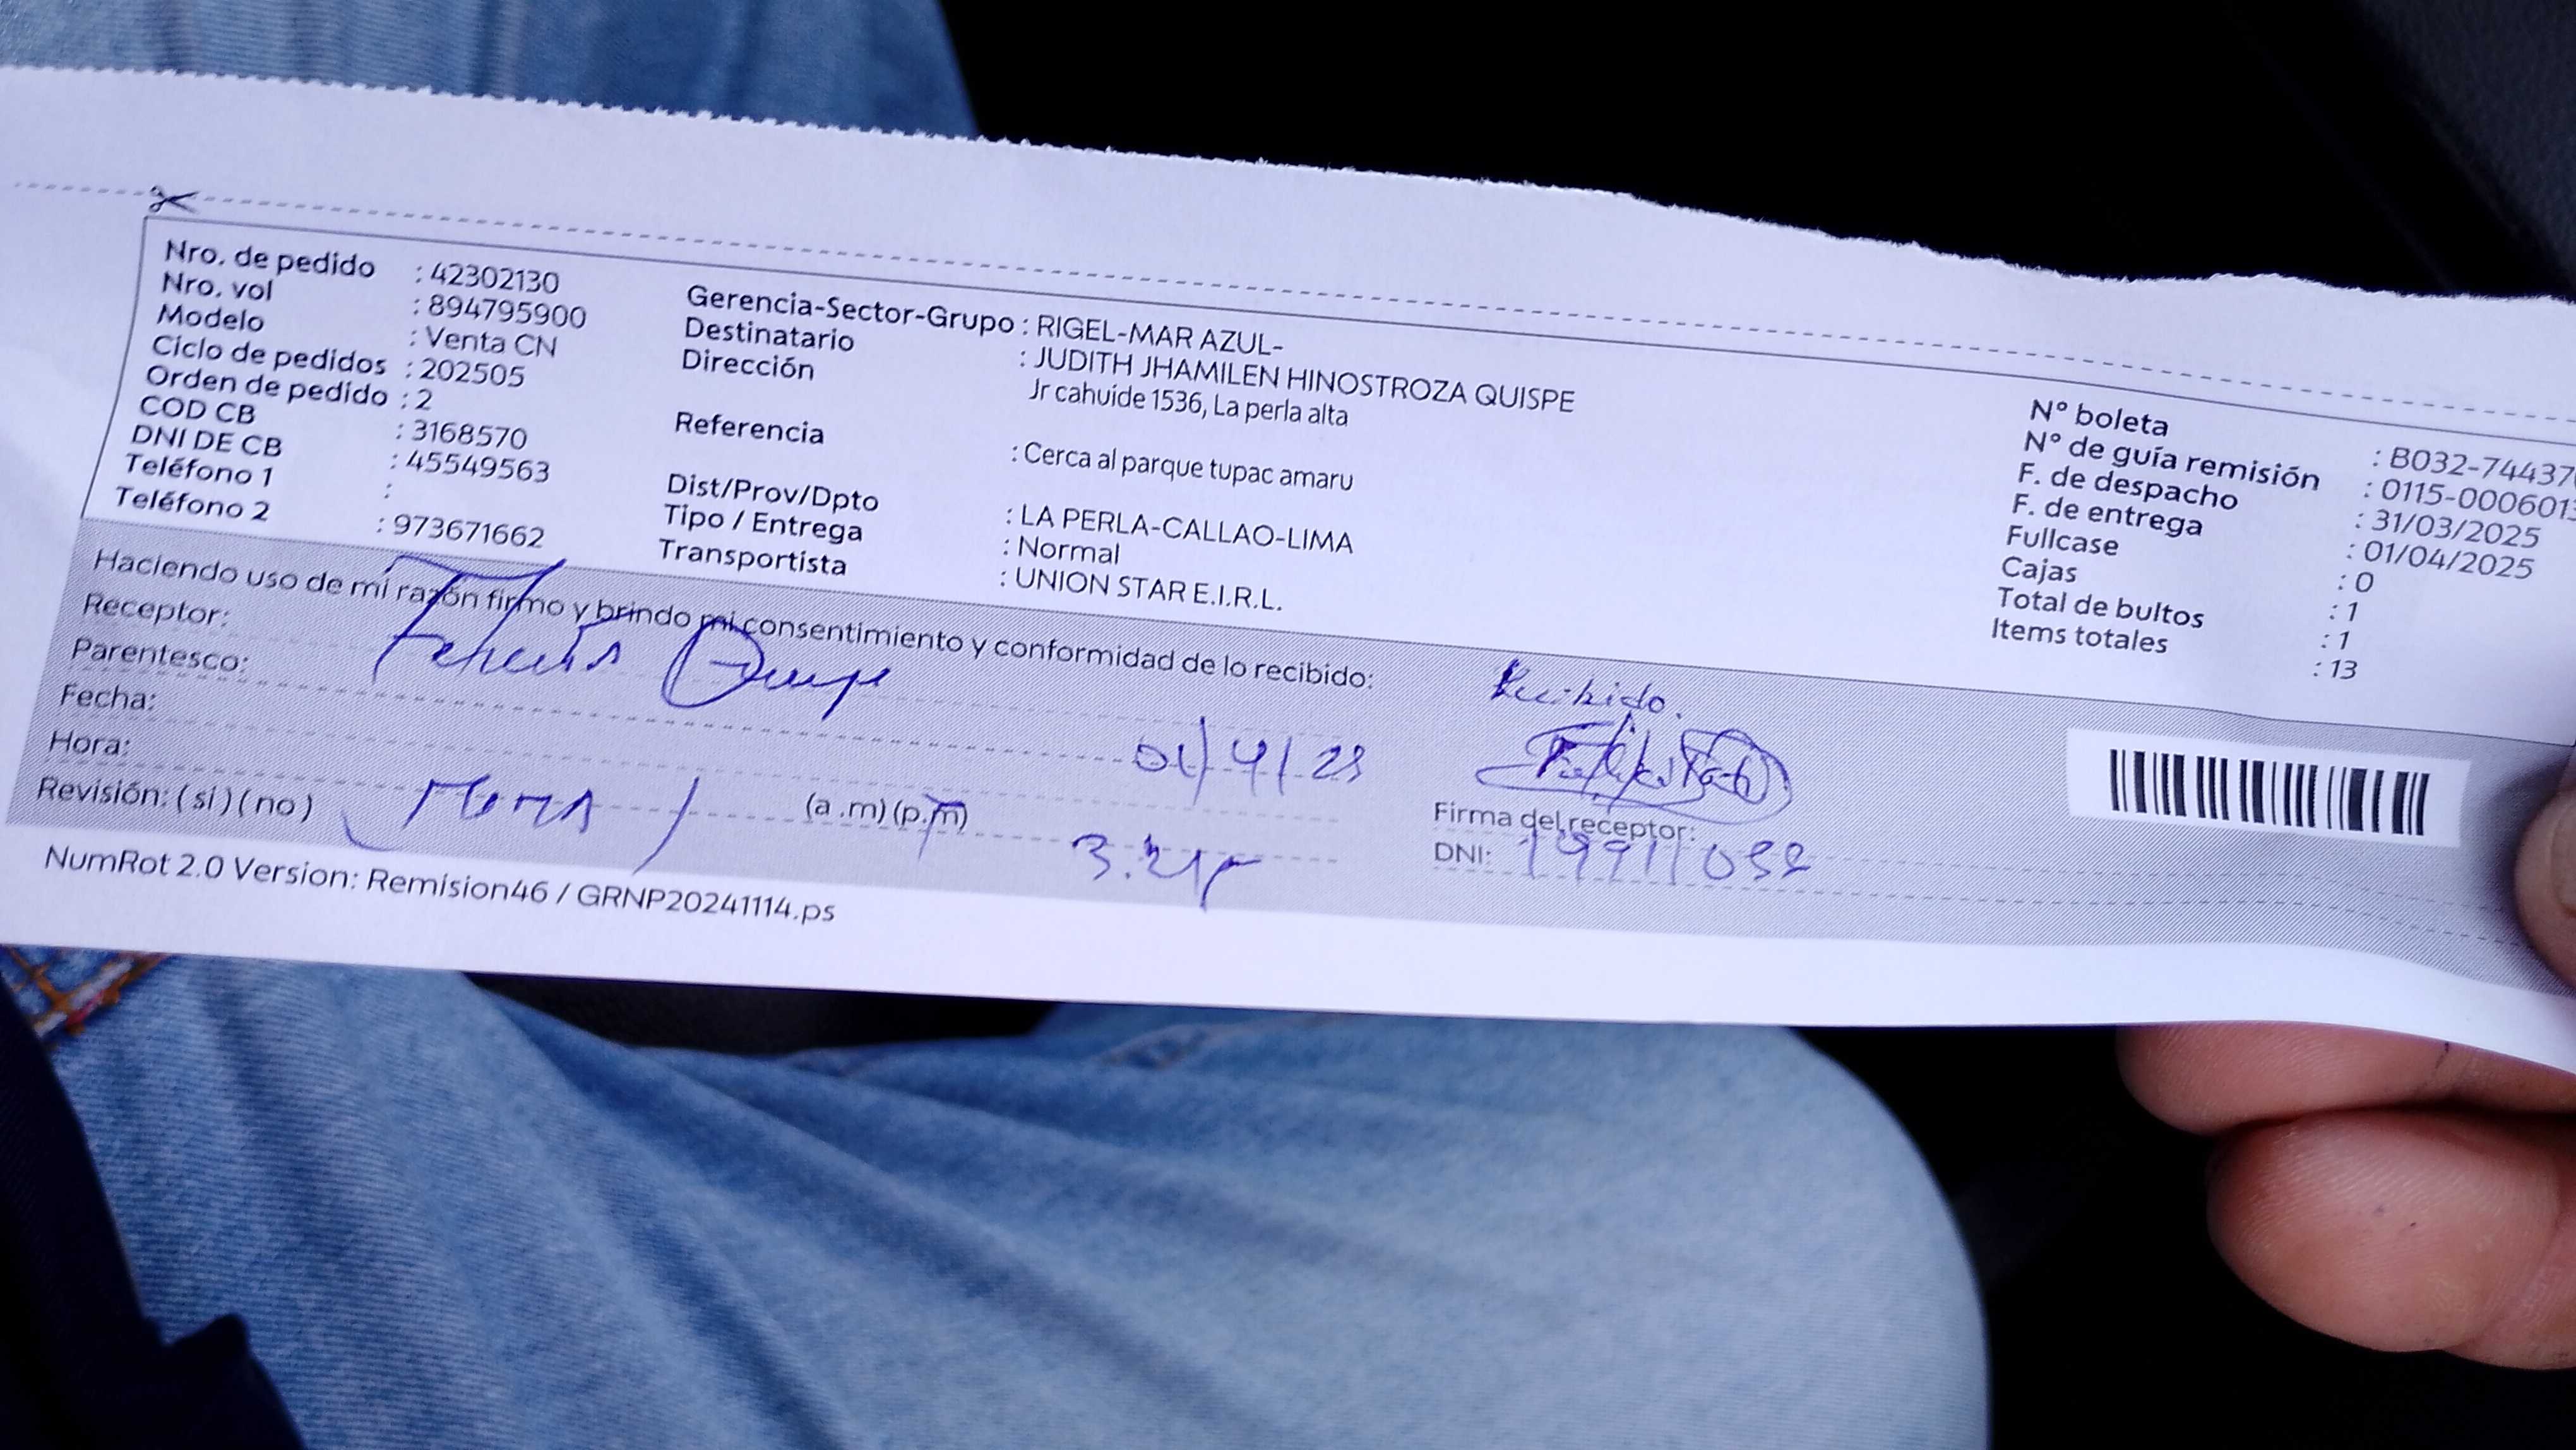 Nro. de pedido : 42302130
Nro. vol : 894795900
Modelo : Venta CN
Ciclo de pedidos : 202505
Orden de pedido : 2
COD CB : 3168570
DNI DE CB : 45549563
Teléfono 1 :
Teléfono 2 : 973671662
Gerencia-Sector-Grupo : RIGEL-MAR AZUL-
Destinatario : JUDITH JHAMILEN HINOSTROZA QUISPE
Dirección Jr cahuide 1536, La perla alta
Referencia : Cerca al parque tupac amaru
Dist/Prov/Dpto : LA PERLA-CALLAO-LIMA
Tipo / Entrega : Normal
Transportista : UNION STAR E.I.R.L.
N° boleta : B032-74437
N° de guía remisión : 0115-000601
F. de despacho : 31/03/2025
F. de entrega : 01/04/2025
Fullcase : 0
Cajas : 1
Total de bultos : 1
Items totales : 13
Haciendo uso de mi razón firmo y brindo mi consentimiento y conformidad de lo recibido:
Receptor:
Parentesco:
Fecha: 01/4/25
Hora: (a .m) (p.m)
Revisión: ( si ) ( no )
Recibido.
Firma del receptor:
DNI:
NumRot 2.0 Version: Remision46 / GRNP20241114.ps